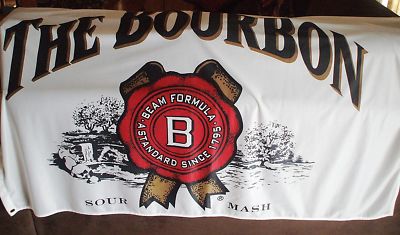 THE BOURBON
BEAM FORMULA
B
A STANDARD SINCE 1795
SOUR ® MASH